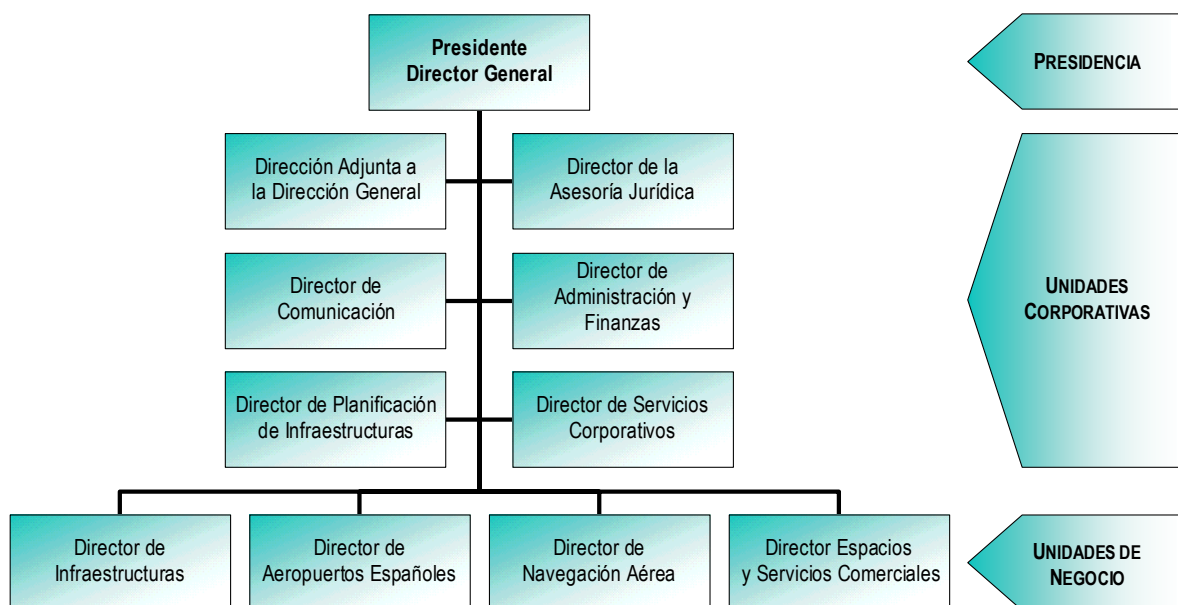 Presidente
Director General
PRESIDENCIA
Dirección Adjunta a
la Dirección General
Director de la
Asesoría Jurídica
Director de
Comunicación
Director de
Administración y
Finanzas
UNIDADES
CORPORATIVAS
Director de Planificación
de Infraestructuras
Director de Servicios
Corporativos
Director de
Infraestructuras
Director de
Aeropuertos Españoles
Director de
Navegación Aérea
Director Espacios
y Servicios Comerciales
UNIDADES DE
NEGOCIO